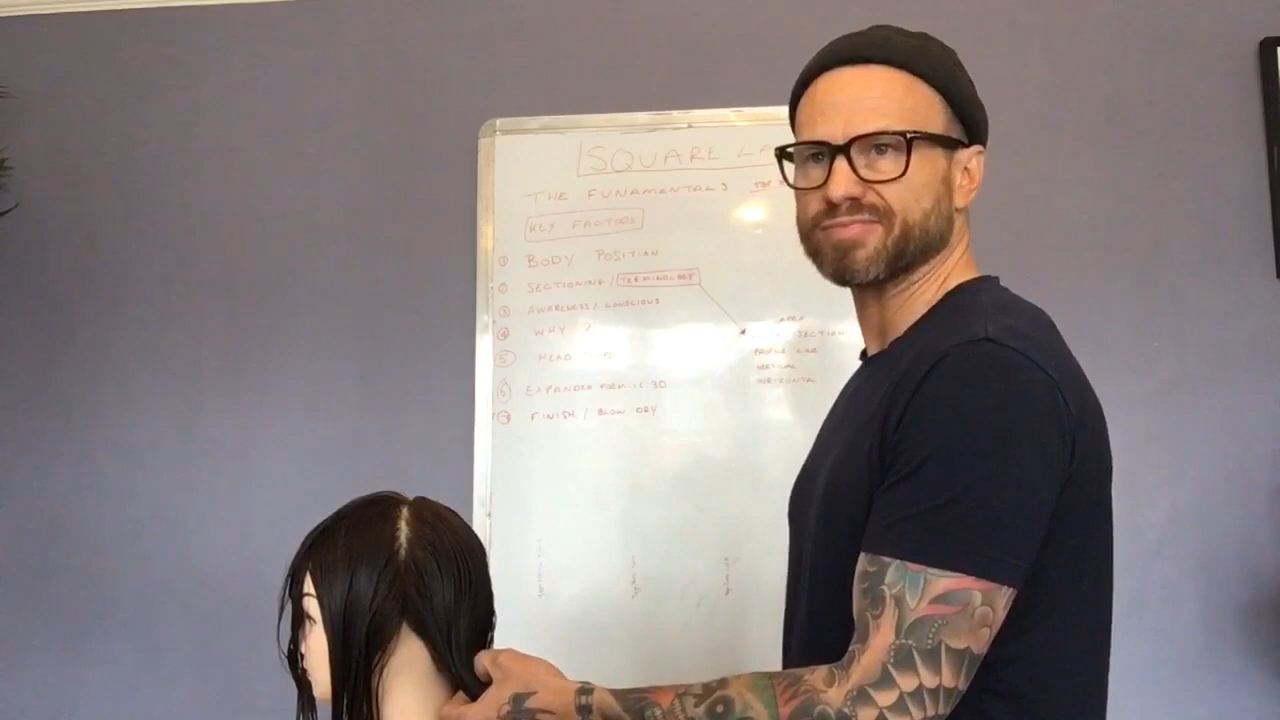 SQUARE LA
THE FUNAMENTALS
KEY FACTORS
① BODY POSITION
② SECTIONING / TERMINOLOGY
③ AWARENESS / CONSCIOUS
④ WHY ?
⑤ HEAD
⑥ EXPANDED FORM IS 3D
⑦ FINISH / BLOW DRY
APEX
SECTION
PROFILE LINE
VERTICAL
HORIZONTAL